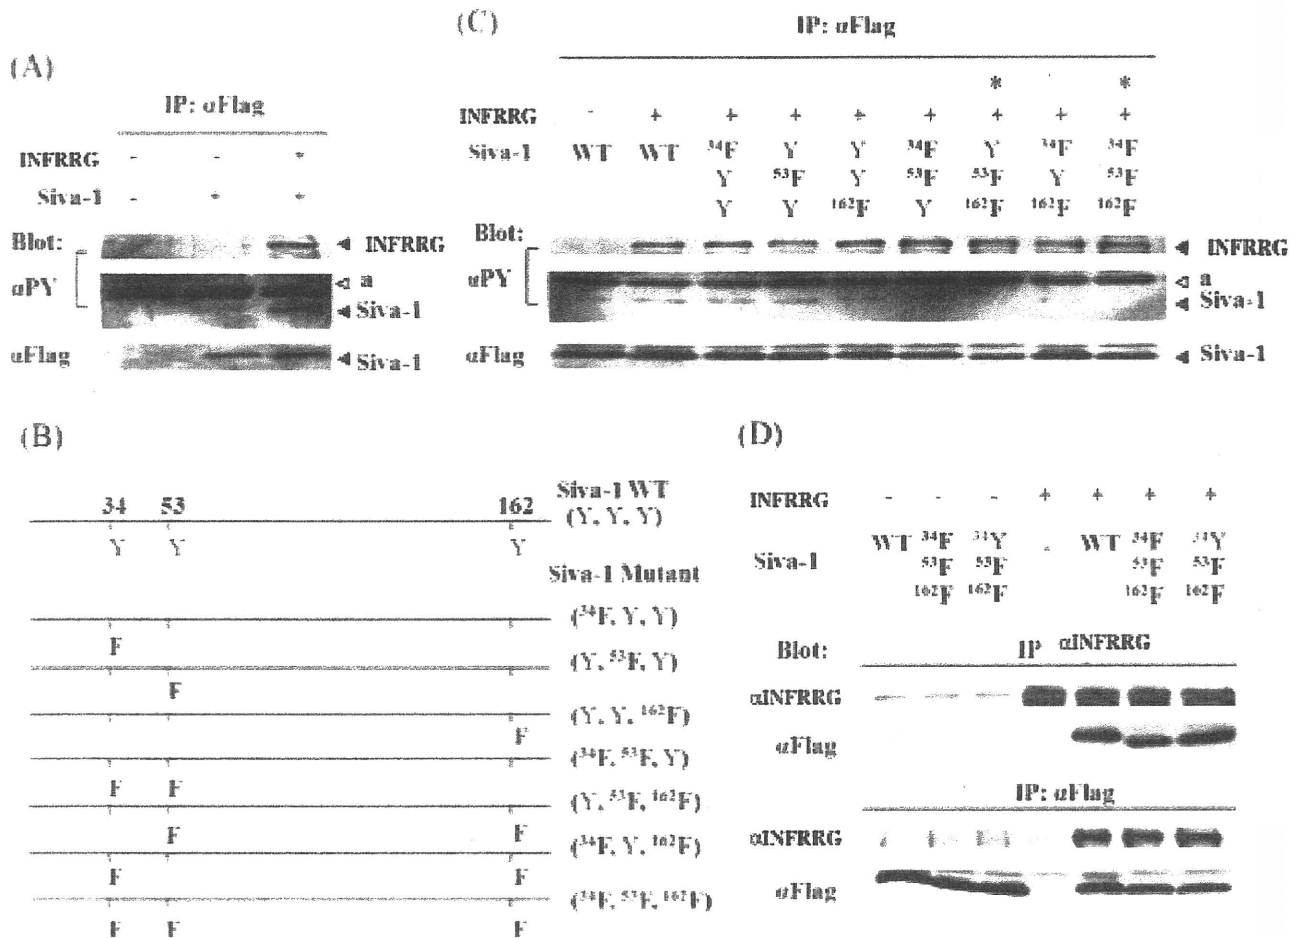 (A)
IP: αFlag
INFRRG - - +
Siva-1 - + +
Blot:
INFRRG
αPY
a
Siva-1
αFlag
Siva-1
(C)
IP: αFlag
* *
INFRRG - + + + + + + + +
Siva-1 WT WT ³⁴F Y Y ³⁴F Y ³⁴F ³⁴F
Y ⁵³F Y ⁵³F ⁵³F Y ⁵³F
Y Y ¹⁶²F Y ¹⁶²F ¹⁶²F ¹⁶²F
Blot:
INFRRG
αPY
a
Siva-1
αFlag
Siva-1
(B)
34 53 162
Siva-1 WT
(Y, Y, Y)
Y Y Y
Siva-1 Mutant
(³⁴F, Y, Y)
F
(Y, ⁵³F, Y)
F
(Y, Y, ¹⁶²F)
F
(³⁴F, ⁵³F, Y)
F F
(Y, ⁵³F, ¹⁶²F)
F F
(³⁴F, Y, ¹⁶²F)
F F
(³⁴F, ⁵³F, ¹⁶²F)
F F F
(D)
INFRRG - - - + + + +
Siva-1 WT ³⁴F ³⁴Y - WT ³⁴F ³⁴Y
⁵³F ⁵³F ⁵³F ⁵³F
¹⁶²F ¹⁶²F ¹⁶²F ¹⁶²F
Blot: IP αINFRRG
αINFRRG
αFlag
IP: αFlag
αINFRRG
αFlag